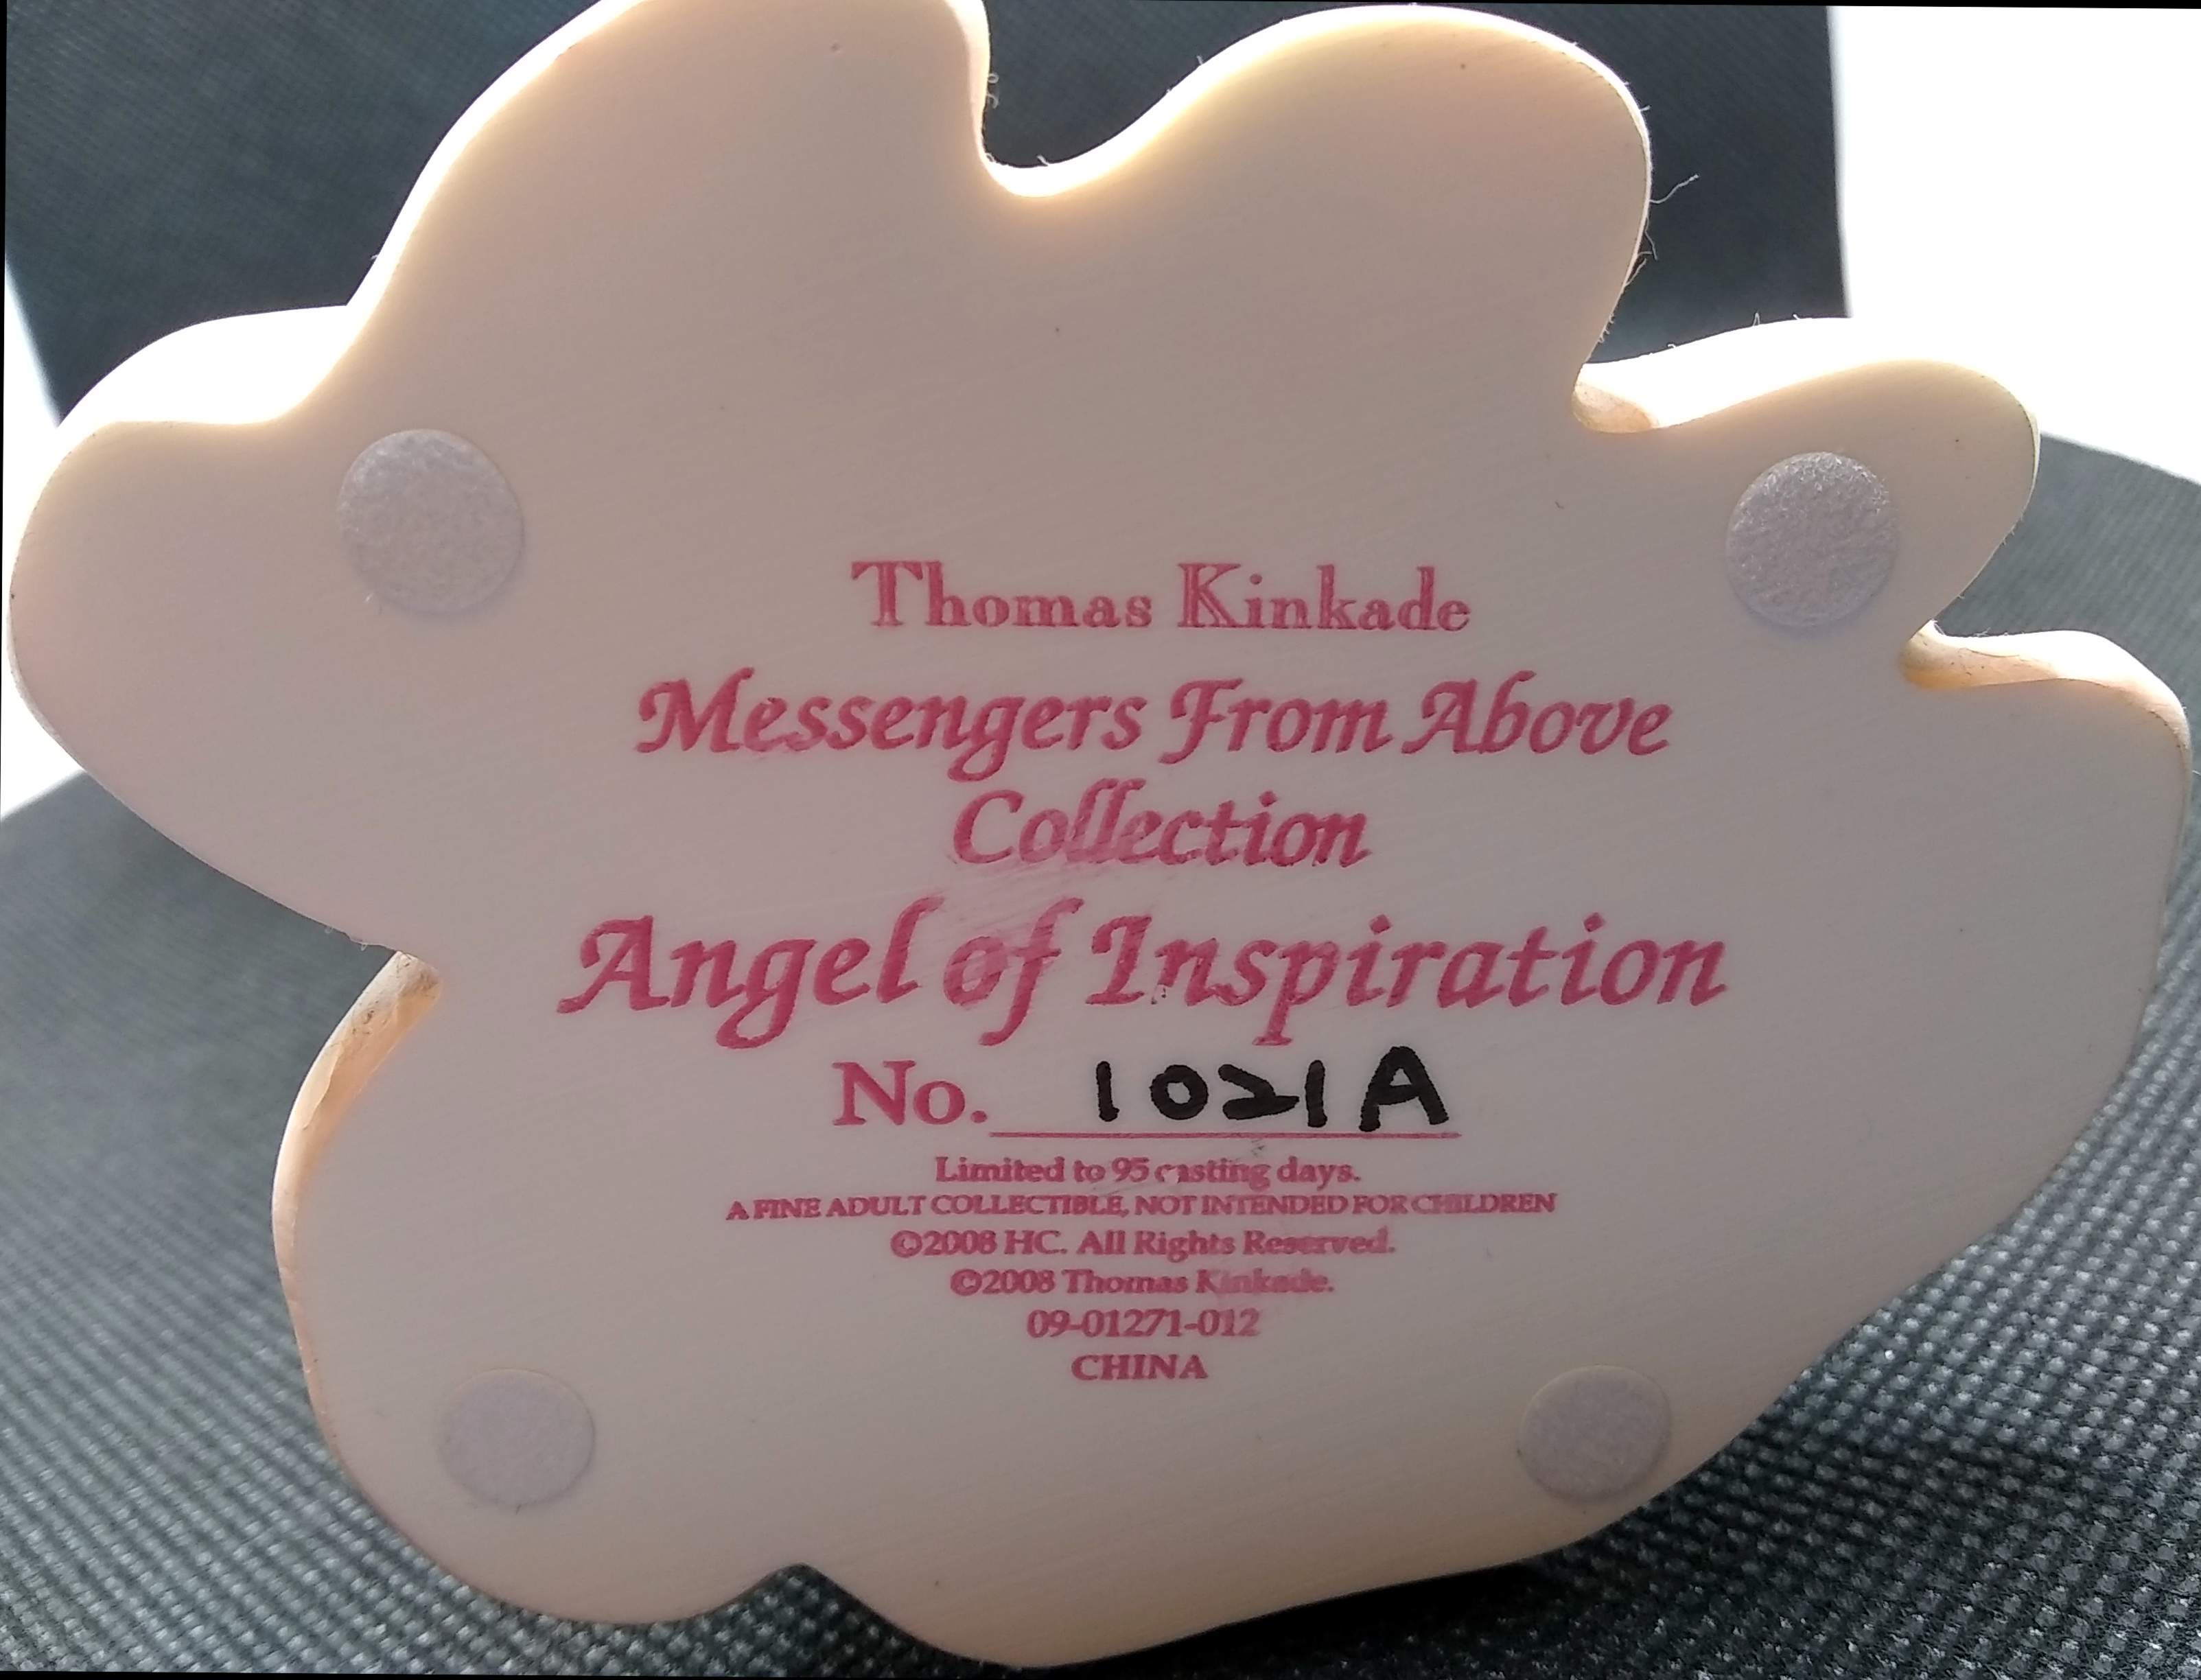 Thomas Kinkade
Messengers From Above
Collection
Angel of Inspiration
No. 1021A
Limited to 95 casting days.
A FINE ADULT COLLECTIBLE, NOT INTENDED FOR CHILDREN
©2008 HC. All Rights Reserved.
©2008 Thomas Kinkade.
09-01271-012
CHINA